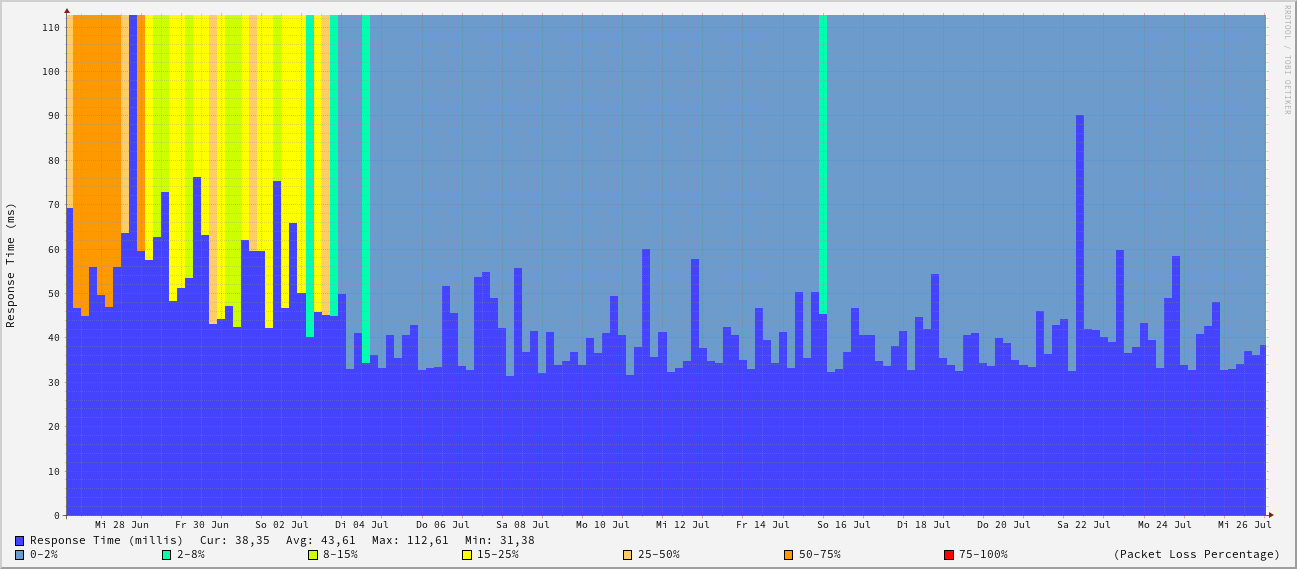 RRDTOOL / TOBI OETIKER
Response Time (ms)
110
100
90
80
70
60
50
40
30
20
10
0
Mi 28 Jun Fr 30 Jun So 02 Jul Di 04 Jul Do 06 Jul Sa 08 Jul Mo 10 Jul Mi 12 Jul Fr 14 Jul So 16 Jul Di 18 Jul Do 20 Jul Sa 22 Jul Mo 24 Jul Mi 26 Jul
Response Time (millis) Cur: 38,35 Avg: 43,61 Max: 112,61 Min: 31,38
0-2% 2-8% 8-15% 15-25% 25-50% 50-75% 75-100% (Packet Loss Percentage)